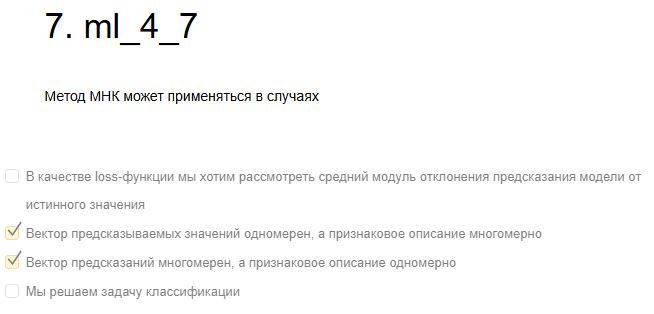 7. ml_4_7
Метод МНК может применяться в случаях
В качестве loss-функции мы хотим рассмотреть средний модуль отклонения предсказания модели от
истинного значения
Вектор предсказываемых значений одномерен, а признаковое описание многомерно
Вектор предсказаний многомерен, а признаковое описание одномерно
Мы решаем задачу классификации